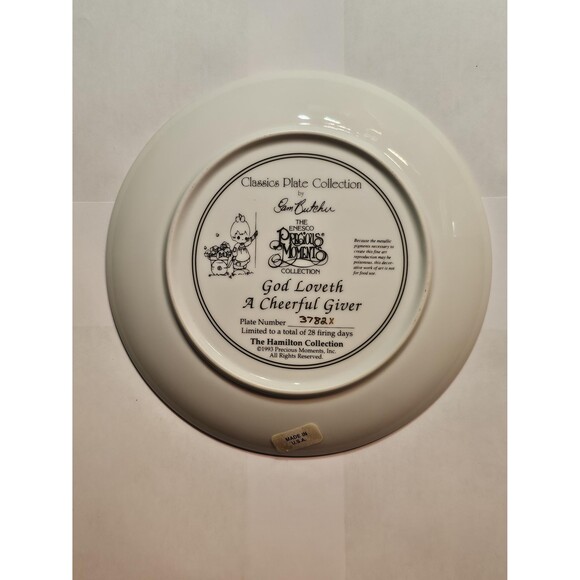 Classics Plate Collection
by
Sam Butcher
THE
ENESCO
PRECIOUS
MOMENTS
COLLECTION
Because the metallic
pigments necessary to
create this fine art
reproduction may be
poisonous, this decor-
ative work of art is not
for food use.
God Loveth
A Cheerful Giver
Plate Number 3782X
Limited to a total of 28 firing days
The Hamilton Collection
©1993 Precious Moments, Inc.
All Rights Reserved.
MADE IN
U.S.A.